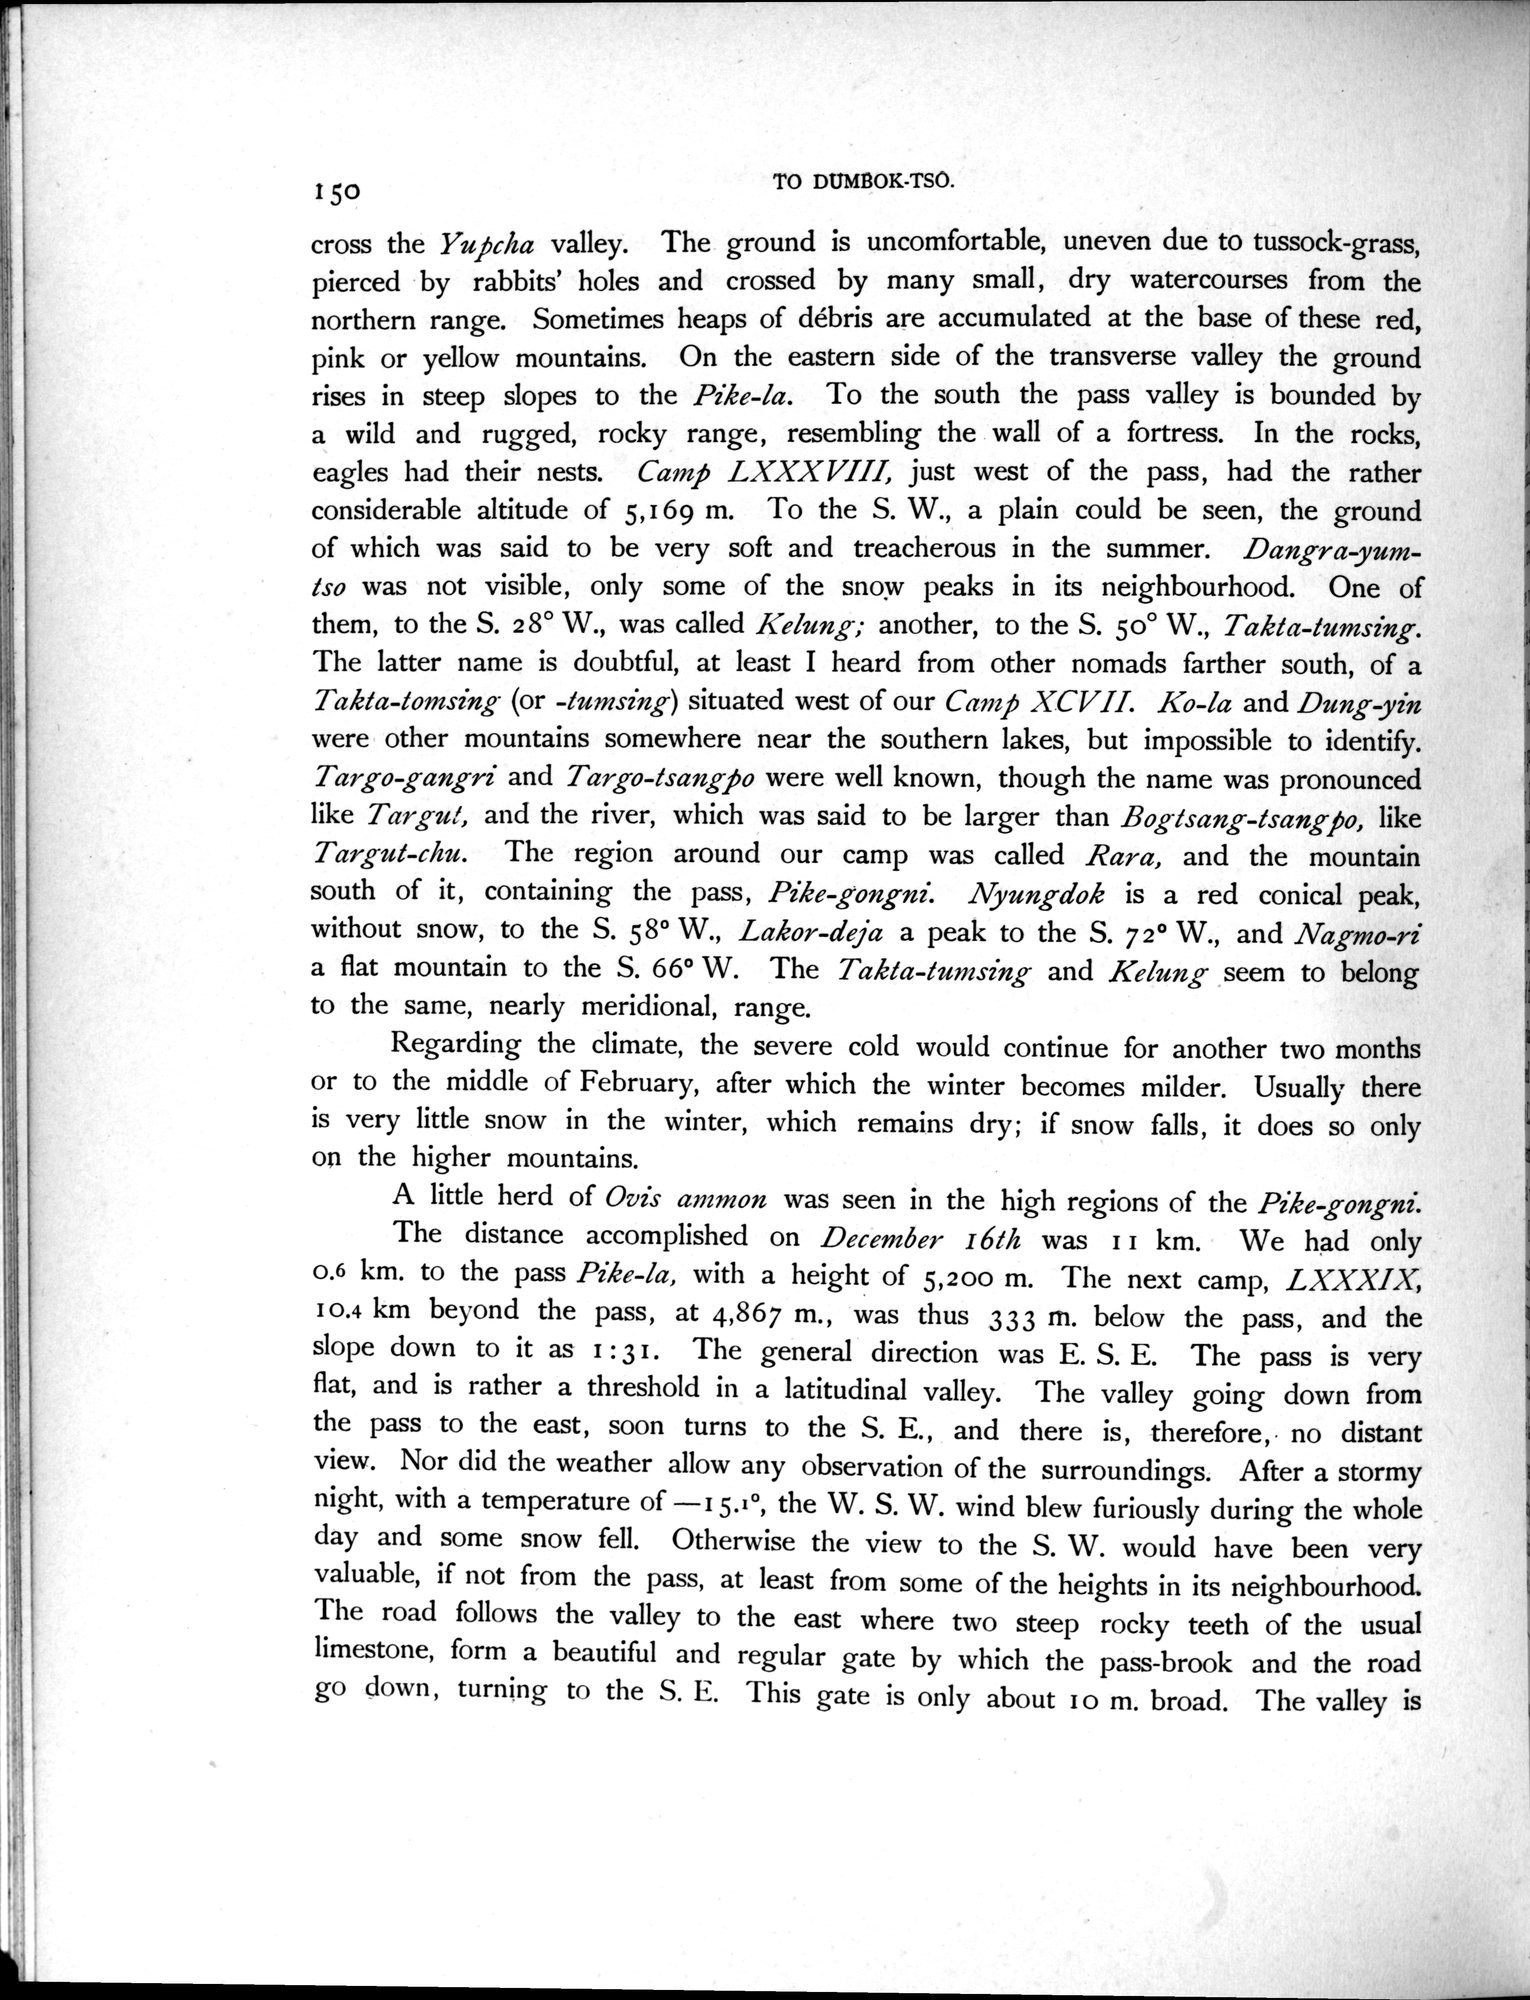 150
TO DUMBOK-TSO.
cross the Yupcha valley. The ground is uncomfortable, uneven due to tussock-grass,
pierced by rabbits' holes and crossed by many small, dry watercourses from the
northern range. Sometimes heaps of débris are accumulated at the base of these red,
pink or yellow mountains. On the eastern side of the transverse valley the ground
rises in steep slopes to the Pike-la. To the south the pass valley is bounded by
a wild and rugged, rocky range, resembling the wall of a fortress. In the rocks,
eagles had their nests. Camp LXXXVIII, just west of the pass, had the rather
considerable altitude of 5,169 m. To the S. W., a plain could be seen, the ground
of which was said to be very soft and treacherous in the summer. Dangra-yum-
tso was not visible, only some of the snow peaks in its neighbourhood. One of
them, to the S. 28° W., was called Kelung; another, to the S. 50° W., Takta-tumsing.
The latter name is doubtful, at least I heard from other nomads farther south, of a
Takta-tomsing (or -tumsing) situated west of our Camp XCVII. Ko-la and Dung-yin
were other mountains somewhere near the southern lakes, but impossible to identify.
Targo-gangri and Targo-tsangpo were well known, though the name was pronounced
like Targut, and the river, which was said to be larger than Bogtsang-tsangpo, like
Targut-chu. The region around our camp was called Rara, and the mountain
south of it, containing the pass, Pike-gongni. Nyungdok is a red conical peak,
without snow, to the S. 58° W., Lakor-deja a peak to the S. 72° W., and Nagmo-ri
a flat mountain to the S. 66° W. The Takta-tumsing and Kelung seem to belong
to the same, nearly meridional, range.
Regarding the climate, the severe cold would continue for another two months
or to the middle of February, after which the winter becomes milder. Usually there
is very little snow in the winter, which remains dry; if snow falls, it does so only
on the higher mountains.
A little herd of Ovis ammon was seen in the high regions of the Pike-gongni.
The distance accomplished on December 16th was 11 km. We had only
0.6 km. to the pass Pike-la, with a height of 5,200 m. The next camp, LXXXIX,
10.4 km beyond the pass, at 4,867 m., was thus 333 m. below the pass, and the
slope down to it as 1:31. The general direction was E. S. E. The pass is very
flat, and is rather a threshold in a latitudinal valley. The valley going down from
the pass to the east, soon turns to the S. E., and there is, therefore, no distant
view. Nor did the weather allow any observation of the surroundings. After a stormy
night, with a temperature of —15.1°, the W. S. W. wind blew furiously during the whole
day and some snow fell. Otherwise the view to the S. W. would have been very
valuable, if not from the pass, at least from some of the heights in its neighbourhood.
The road follows the valley to the east where two steep rocky teeth of the usual
limestone, form a beautiful and regular gate by which the pass-brook and the road
go down, turning to the S. E. This gate is only about 10 m. broad. The valley is